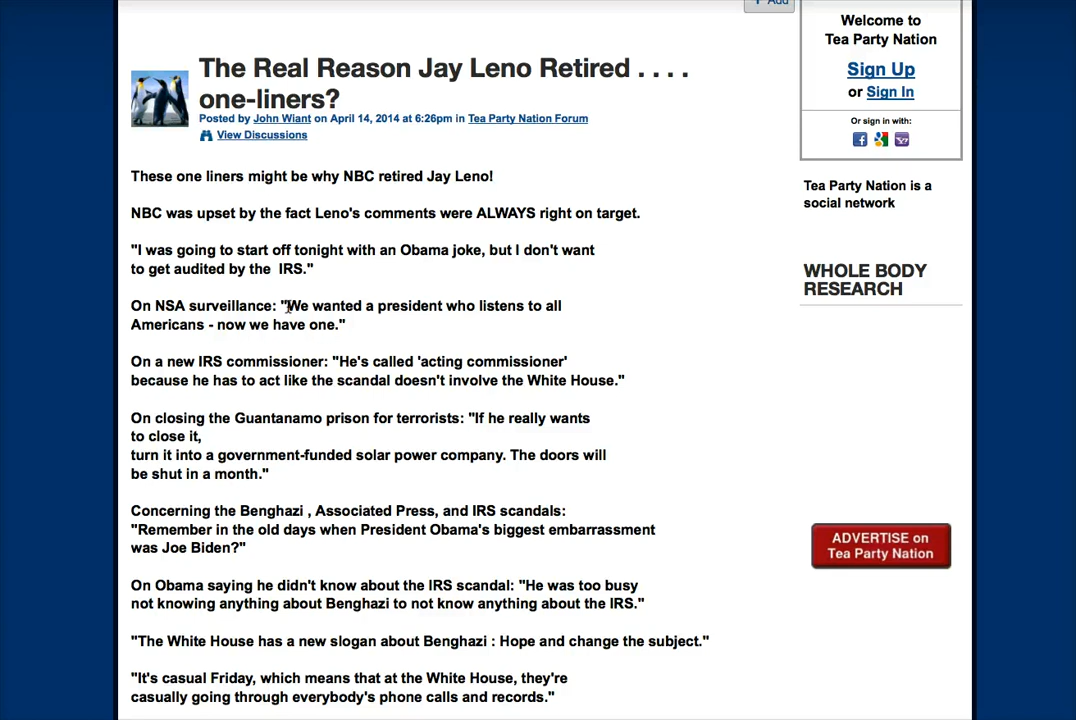 + Add
Welcome to
Tea Party Nation
Sign Up
or Sign In
Or sign in with:
The Real Reason Jay Leno Retired . . . .
one-liners?
Posted by John Wiant on April 14, 2014 at 6:26pm in Tea Party Nation Forum
View Discussions
These one liners might be why NBC retired Jay Leno!
NBC was upset by the fact Leno's comments were ALWAYS right on target.
"I was going to start off tonight with an Obama joke, but I don't want
to get audited by the  IRS."
On NSA surveillance: "We wanted a president who listens to all
Americans - now we have one."
On a new IRS commissioner: "He's called 'acting commissioner'
because he has to act like the scandal doesn't involve the White House."
On closing the Guantanamo prison for terrorists: "If he really wants
to close it,
turn it into a government-funded solar power company. The doors will
be shut in a month."
Concerning the Benghazi , Associated Press, and IRS scandals:
"Remember in the old days when President Obama's biggest embarrassment
was Joe Biden?"
On Obama saying he didn't know about the IRS scandal: "He was too busy
not knowing anything about Benghazi to not know anything about the IRS."
"The White House has a new slogan about Benghazi : Hope and change the subject."
"It's casual Friday, which means that at the White House, they're
casually going through everybody's phone calls and records."
Tea Party Nation is a
social network
WHOLE BODY
RESEARCH
ADVERTISE on
Tea Party Nation